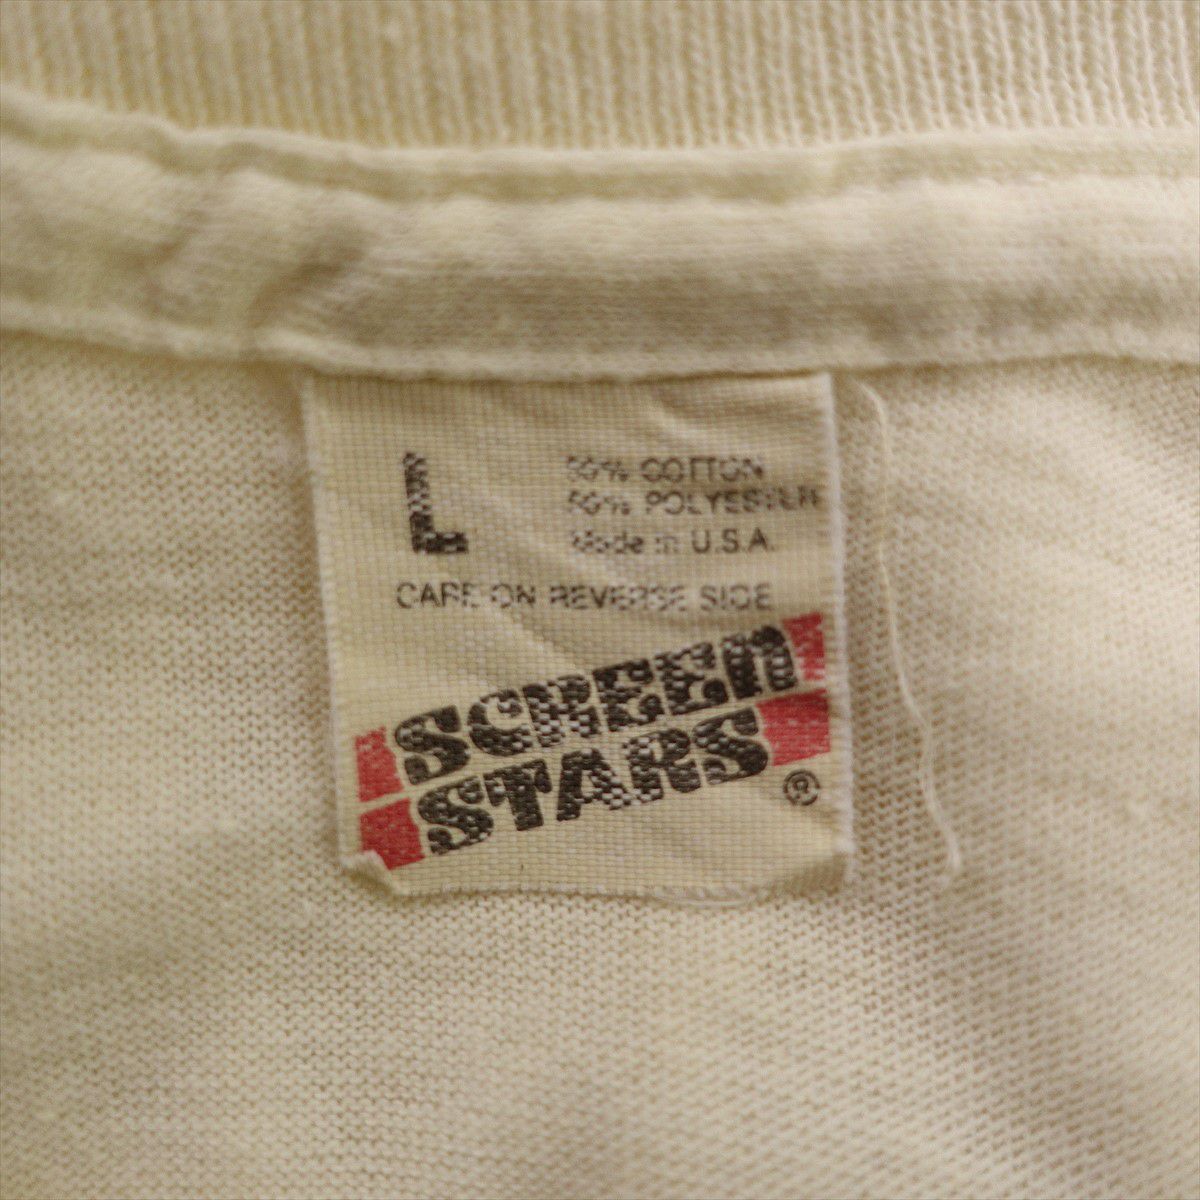 L
50% COTTON
50% POLYESTER
Made in U.S.A.
CARE ON REVERSE SIDE
SCREEN
STARS
®